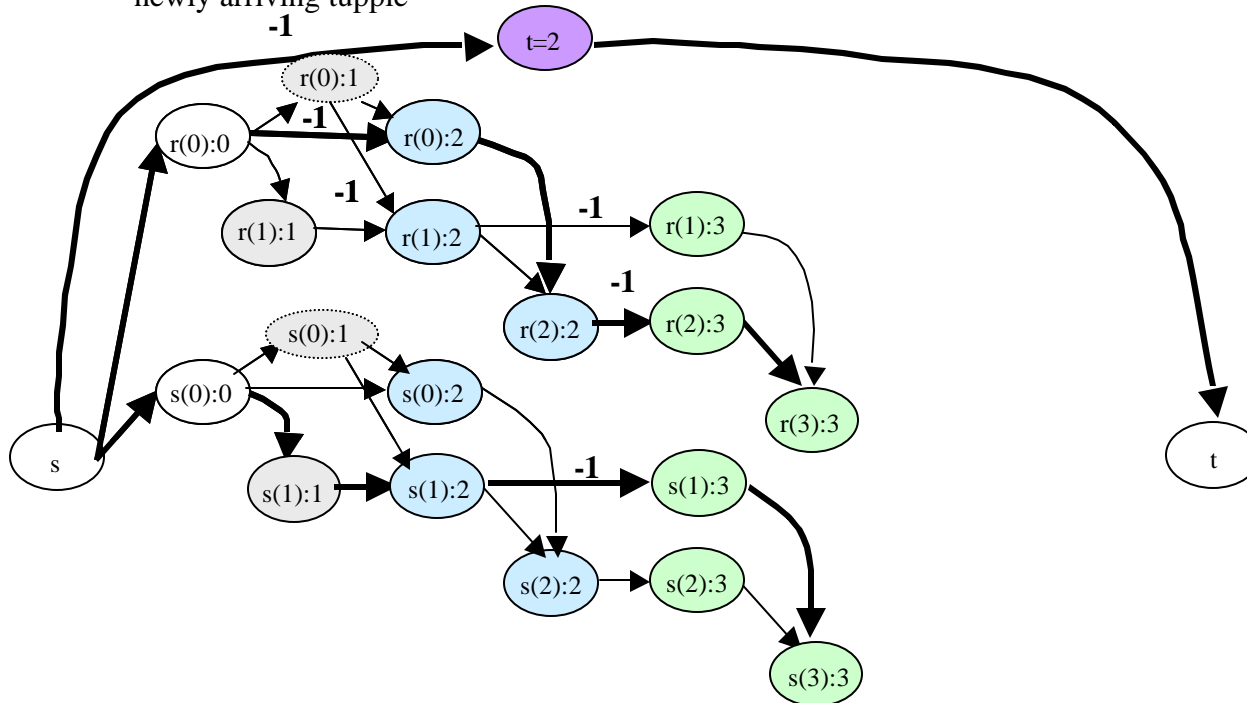 newly arriving tupple
-1
t=2
r(0):1
-1
r(0):0
r(0):2
-1
r(1):1
r(1):2
-1
r(1):3
-1
r(2):2
r(2):3
s(0):1
s(0):0
s(0):2
r(3):3
s
t
-1
s(1):1
s(1):2
s(1):3
s(2):2
s(2):3
s(3):3